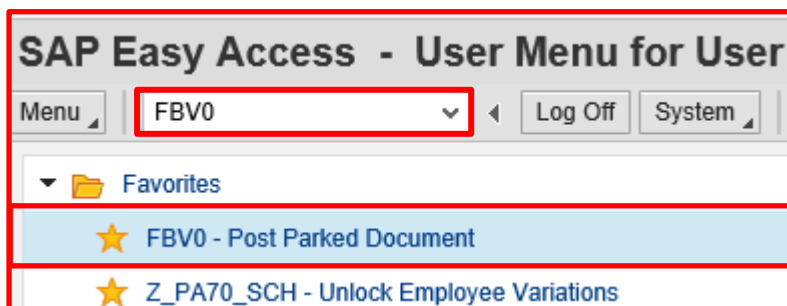 SAP Easy Access - User Menu for User
Menu FBV0 Log Off System
Favorites
FBV0 - Post Parked Document
Z_PA70_SCH - Unlock Employee Variations